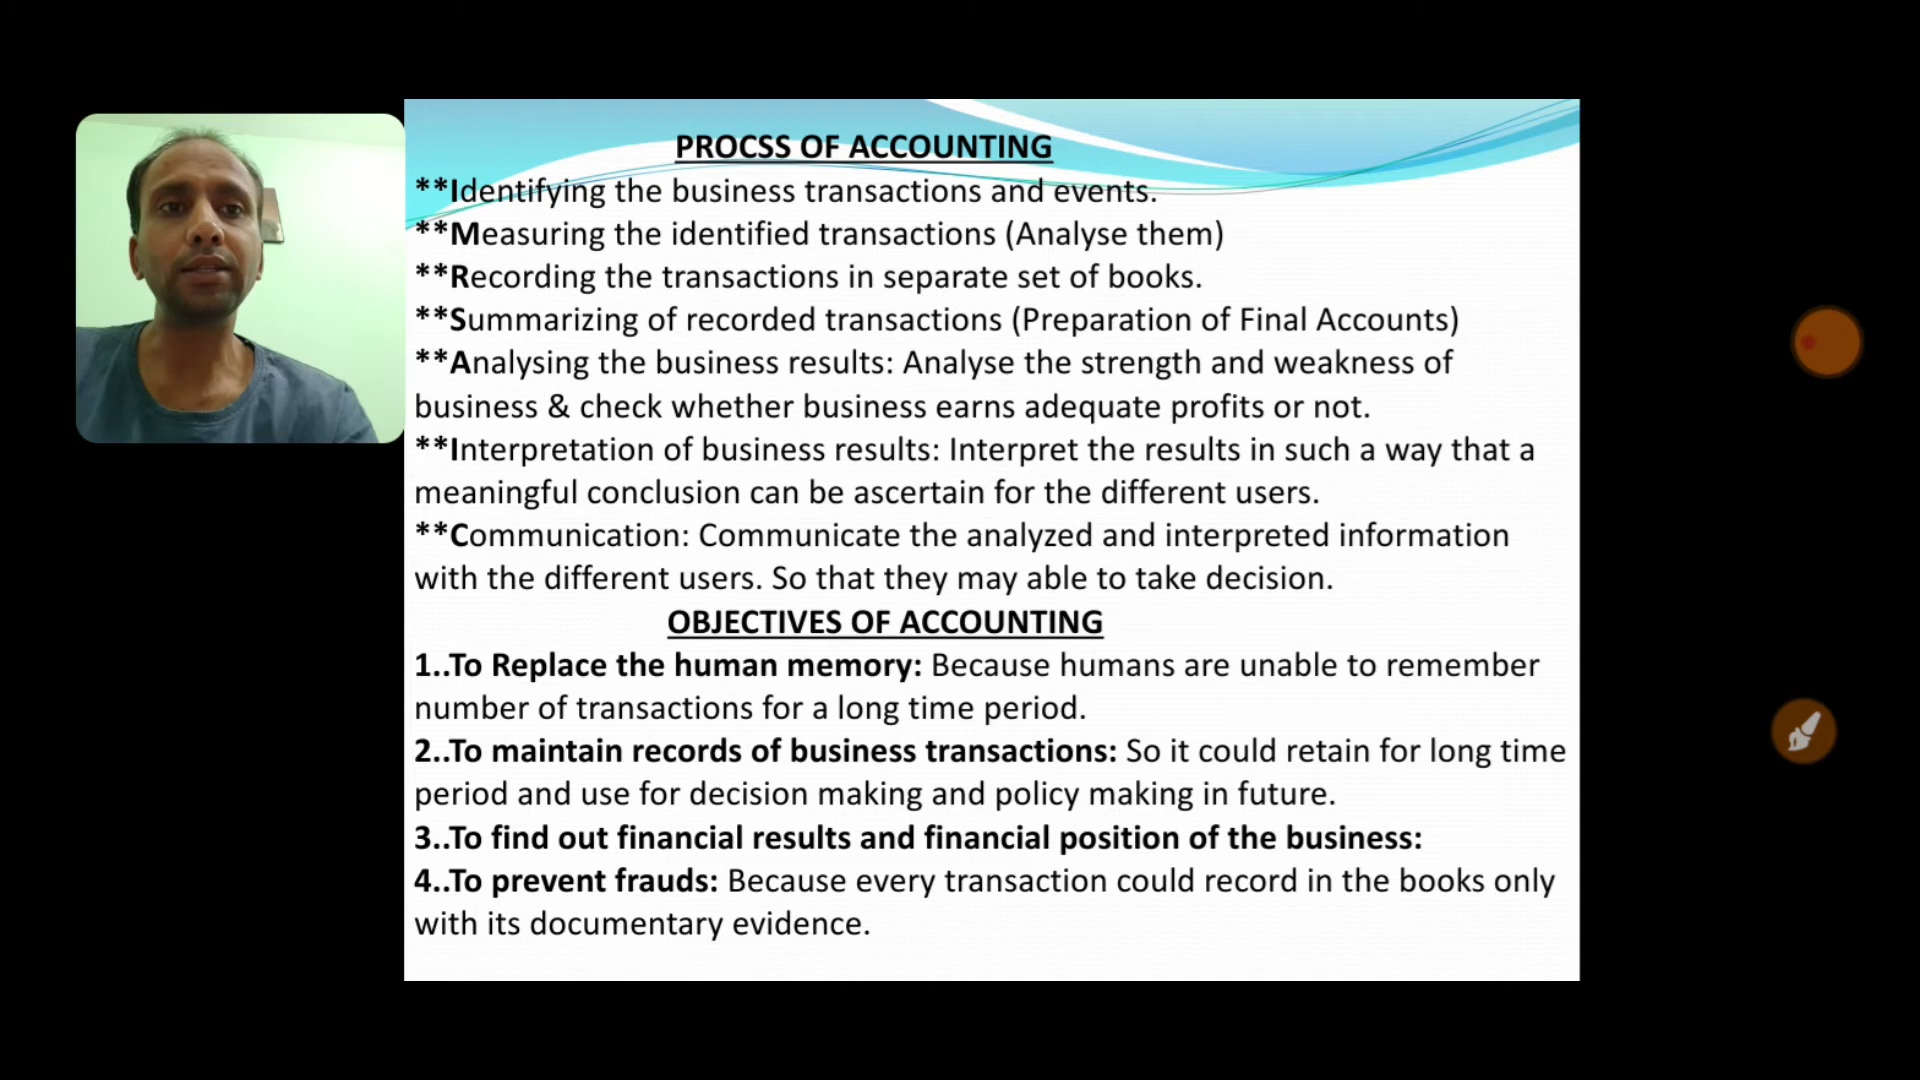 PROCSS OF ACCOUNTING
**Identifying the business transactions and events.
**Measuring the identified transactions (Analyse them)
**Recording the transactions in separate set of books.
**Summarizing of recorded transactions (Preparation of Final Accounts)
**Analysing the business results: Analyse the strength and weakness of
business & check whether business earns adequate profits or not.
**Interpretation of business results: Interpret the results in such a way that a
meaningful conclusion can be ascertain for the different users.
**Communication: Communicate the analyzed and interpreted information
with the different users. So that they may able to take decision.
OBJECTIVES OF ACCOUNTING
1..To Replace the human memory: Because humans are unable to remember
number of transactions for a long time period.
2..To maintain records of business transactions: So it could retain for long time
period and use for decision making and policy making in future.
3..To find out financial results and financial position of the business:
4..To prevent frauds: Because every transaction could record in the books only
with its documentary evidence.